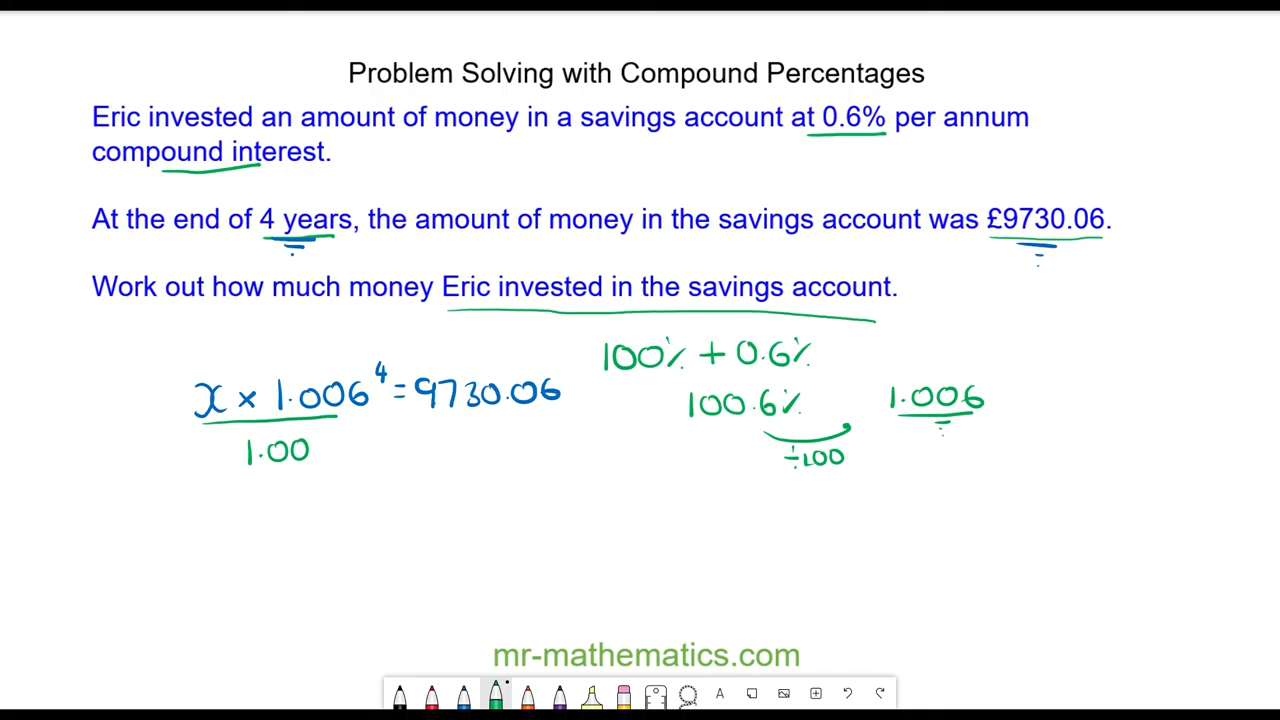 Problem Solving with Compound Percentages
Eric invested an amount of money in a savings account at 0.6% per annum
compound interest.
At the end of 4 years, the amount of money in the savings account was £9730.06.
Work out how much money Eric invested in the savings account.
100% + 0.6%
x × 1.006⁴ = 9730.06
100.6%
1.006
1.00
÷100
mr-mathematics.com
A